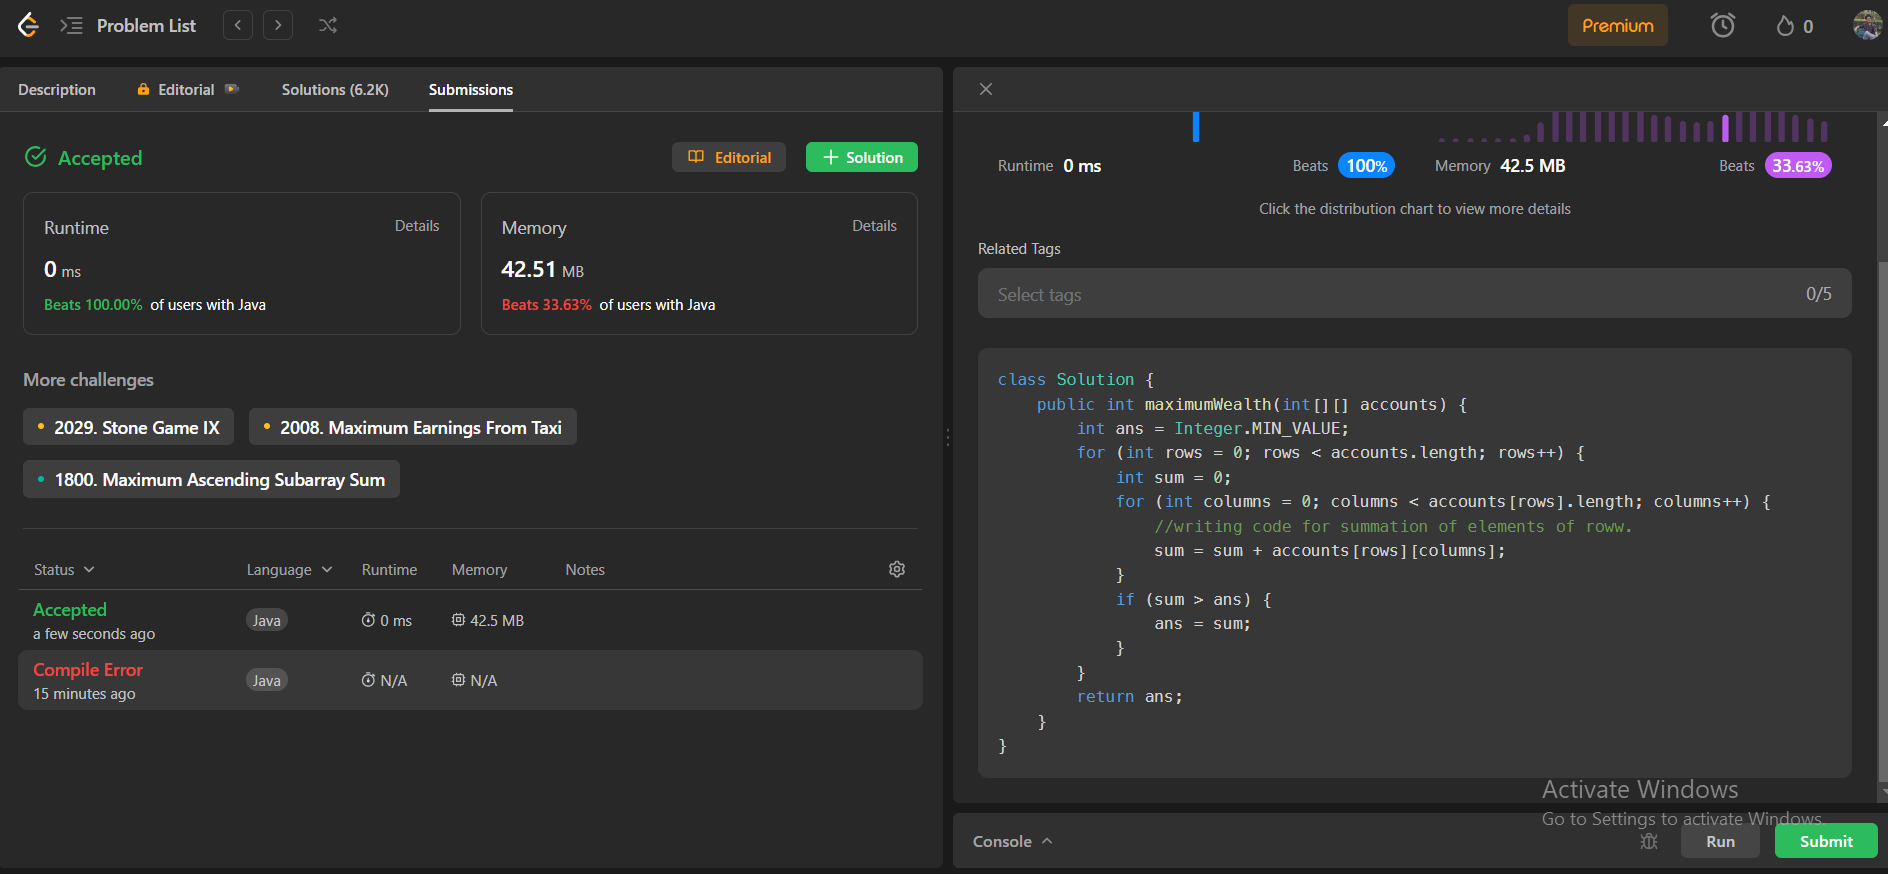 Problem List
Premium
0
Description
Editorial
Solutions (6.2K)
Submissions
Accepted
Editorial
+ Solution
Runtime
Details
0 ms
Beats 100.00% of users with Java
Memory
Details
42.51 MB
Beats 33.63% of users with Java
More challenges
2029. Stone Game IX
2008. Maximum Earnings From Taxi
1800. Maximum Ascending Subarray Sum
Status
Language
Runtime
Memory
Notes
Accepted
a few seconds ago
Java
0 ms
42.5 MB
Compile Error
15 minutes ago
Java
N/A
N/A
Runtime 0 ms
Beats 100%
Memory 42.5 MB
Beats 33.63%
Click the distribution chart to view more details
Related Tags
Select tags
0/5
class Solution {
    public int maximumWealth(int[][] accounts) {
        int ans = Integer.MIN_VALUE;
        for (int rows = 0; rows < accounts.length; rows++) {
            int sum = 0;
            for (int columns = 0; columns < accounts[rows].length; columns++) {
                //writing code for summation of elements of roww.
                sum = sum + accounts[rows][columns];
            }
            if (sum > ans) {
                ans = sum;
            }
        }
        return ans;
    }
}
Activate Windows
Go to Settings to activate Windows.
Console
Run
Submit